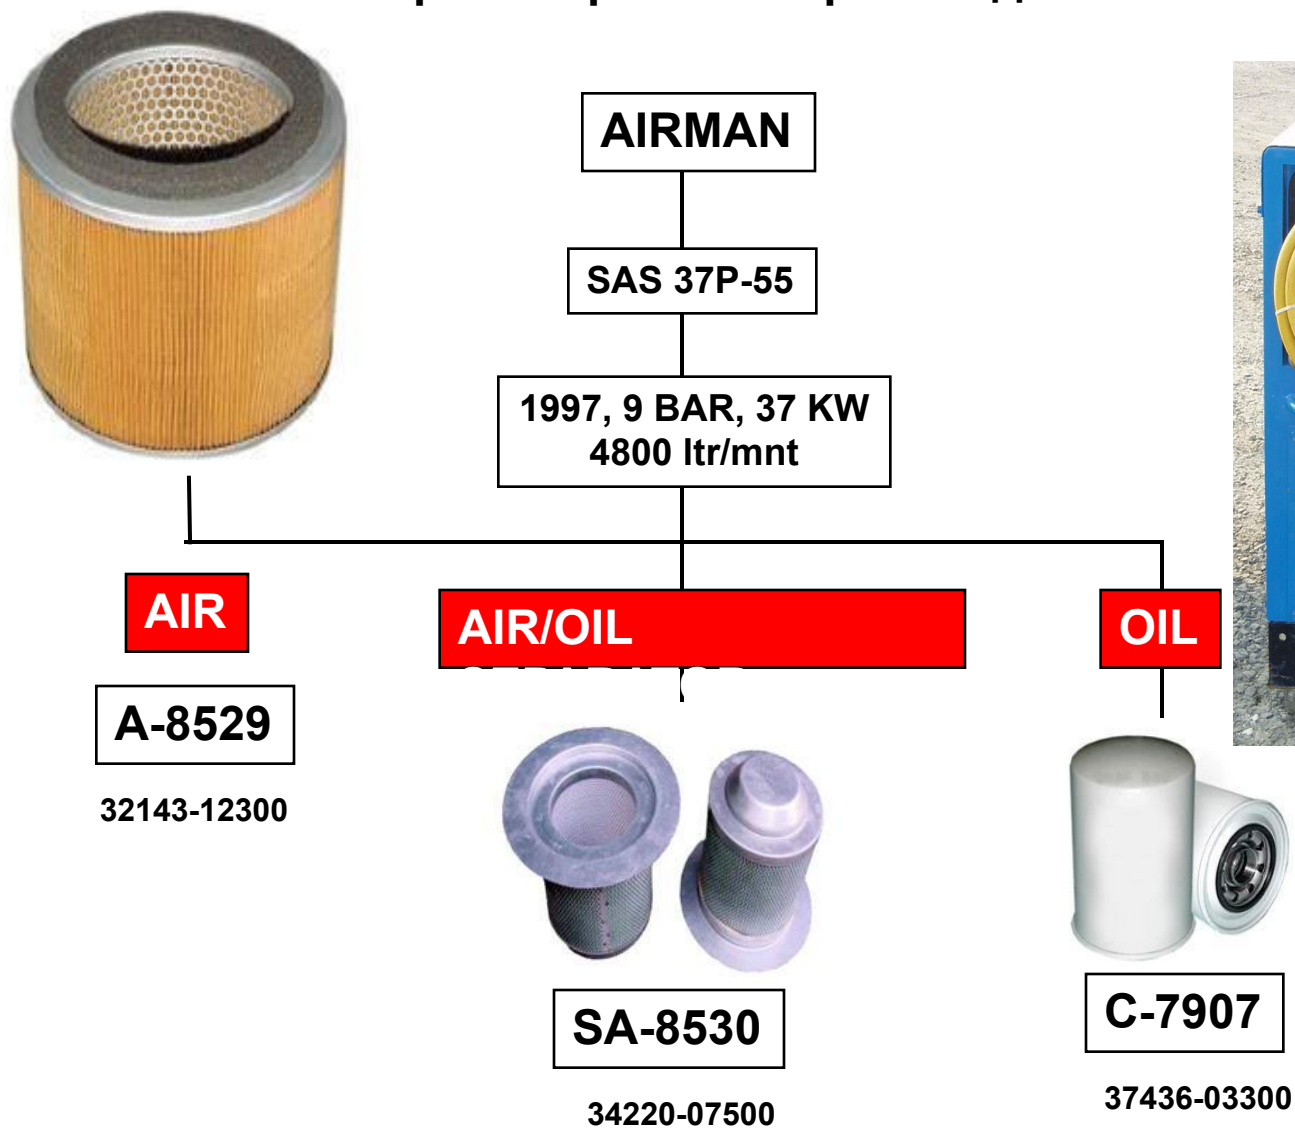 AIRMAN
SAS 37P-55
1997, 9 BAR, 37 KW
4800 ltr/mnt
AIR
AIR/OIL
OIL
A-8529
32143-12300
SA-8530
34220-07500
C-7907
37436-03300